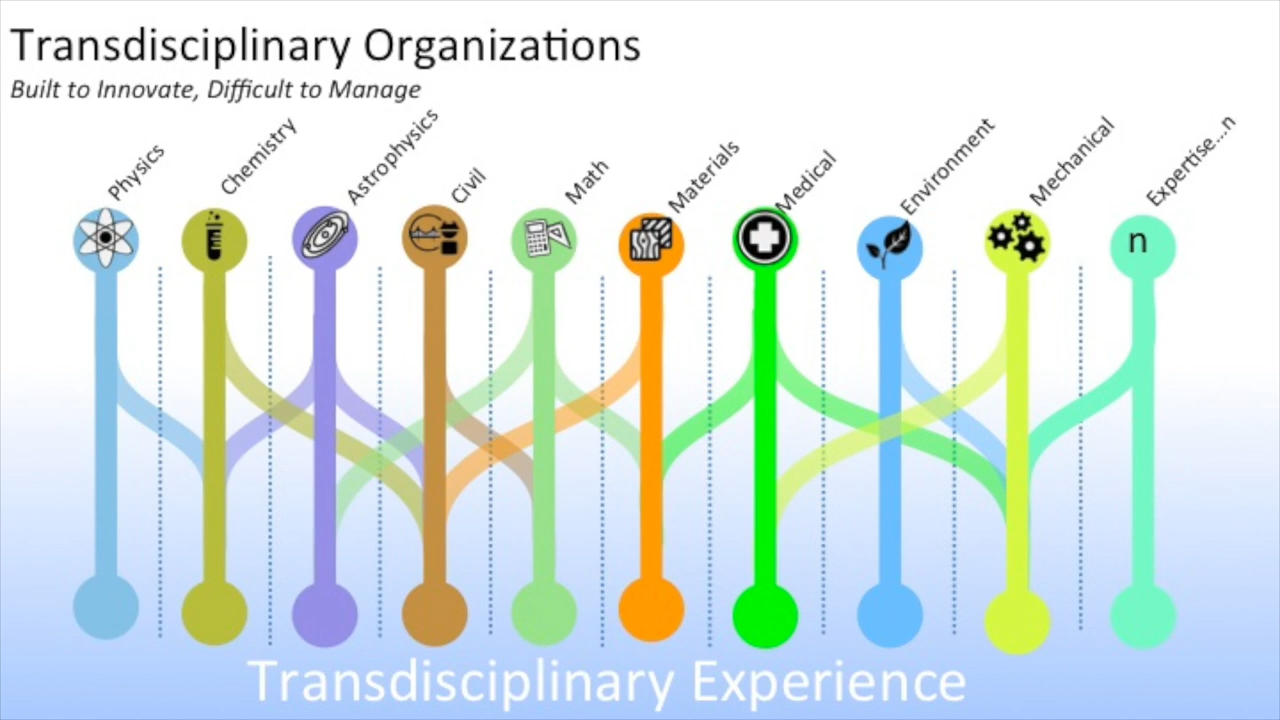 Transdisciplinary Organizations
Built to Innovate, Difficult to Manage
Physics
Chemistry
Astrophysics
Civil
Math
Materials
Medical
Environment
Mechanical
Expertise...n
n
Transdisciplinary Experience